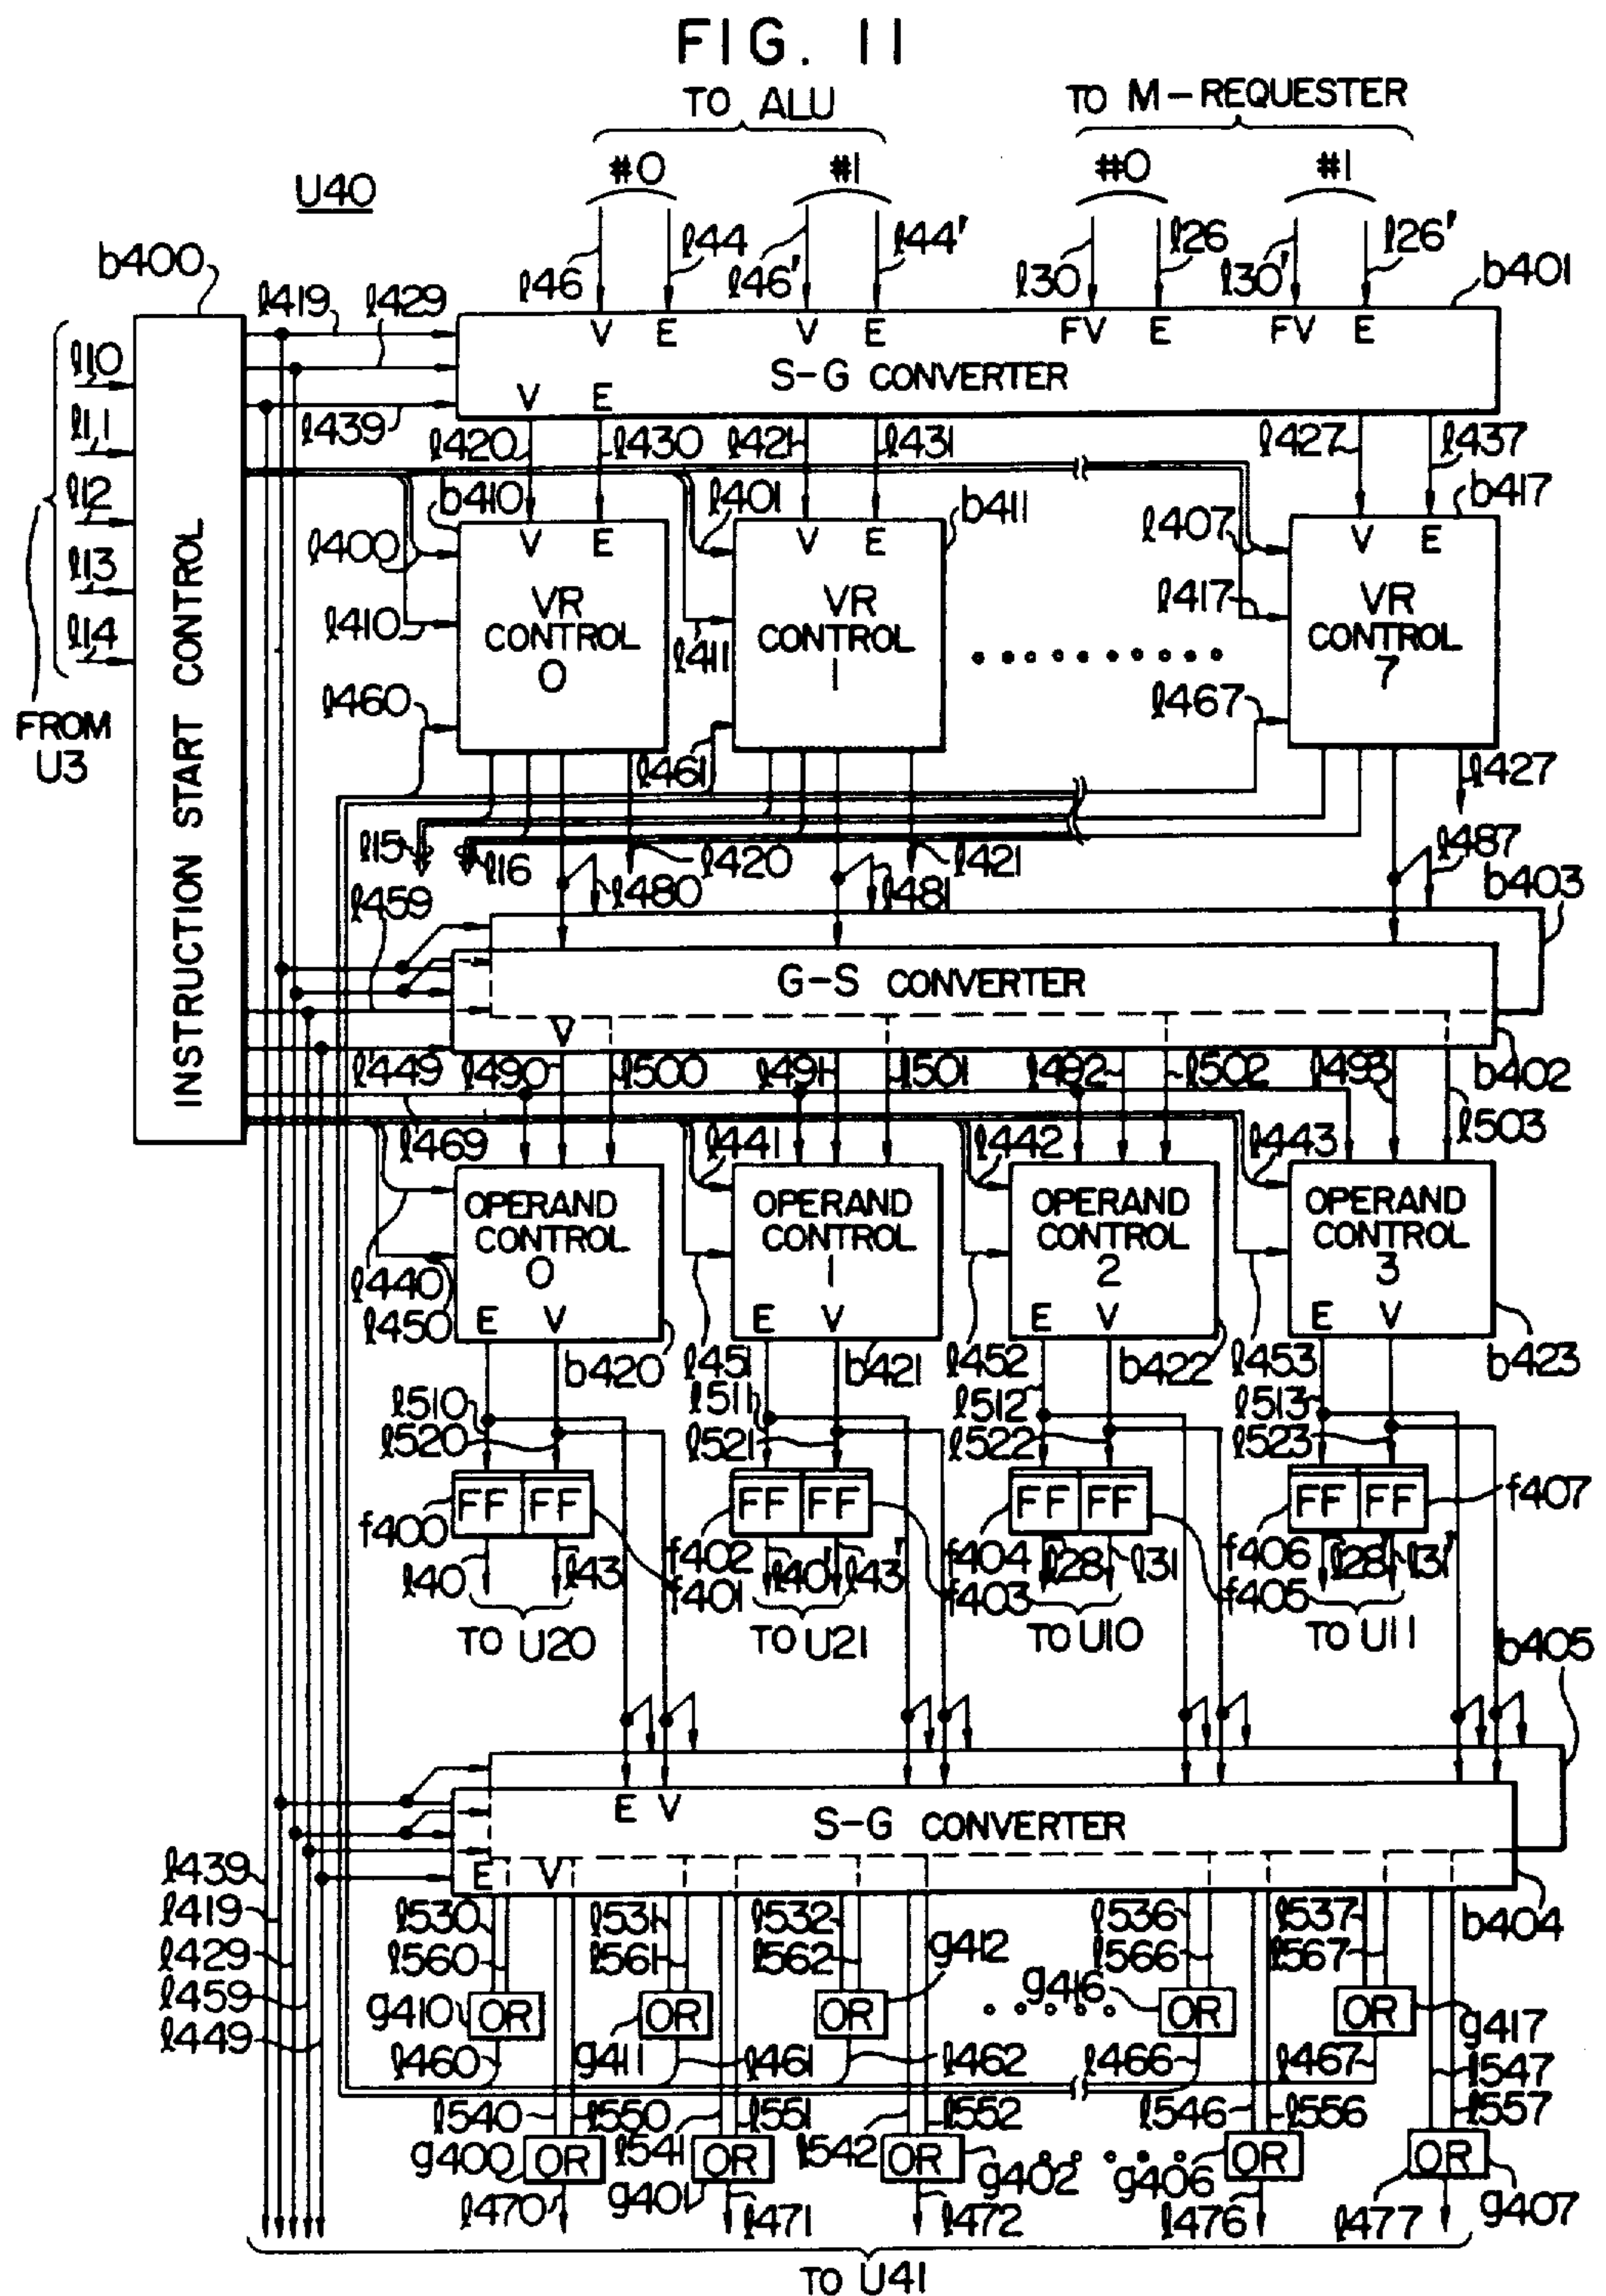 FIG. 11
TO ALU
TO M-REQUESTER
#0 #1 #0 #1
U40
b400
ℓ46 ℓ44 ℓ46' ℓ44' ℓ30 ℓ26 ℓ30' ℓ26'
b401
ℓ419 ℓ429
V E V E FV E FV E
S-G CONVERTER
V E
ℓ10
ℓ11
ℓ12
ℓ13
ℓ14
FROM
U3
INSTRUCTION START CONTROL
ℓ439 ℓ420 ℓ430 ℓ421 ℓ431 ℓ427 ℓ437
b410 ℓ401 b411 ℓ407 b417
ℓ400
V E V E V E
VR CONTROL 0
VR CONTROL 1
VR CONTROL 7
ℓ410 ℓ411 ℓ417
ℓ460 ℓ461 ℓ467
ℓ427
ℓ15 ℓ16 ℓ420 ℓ421
ℓ480 ℓ481 ℓ487
b403
ℓ459
G-S CONVERTER
V
ℓ449 ℓ490 ℓ500 ℓ491 ℓ501 ℓ492 ℓ502 ℓ493 b402
ℓ469 ℓ441 ℓ442 ℓ443 ℓ503
OPERAND CONTROL 0
OPERAND CONTROL 1
OPERAND CONTROL 2
OPERAND CONTROL 3
E V E V E V E V
ℓ440
ℓ450 b420 ℓ451 b421 ℓ452 b422 ℓ453 b423
ℓ510 ℓ511 ℓ512 ℓ513
ℓ520 ℓ521 ℓ522 ℓ523
FF FF FF FF FF FF FF FF
f400 f402 f404 f406 f407
ℓ40 ℓ43 ℓ40' ℓ43' ℓ28 ℓ31 ℓ28' ℓ31'
f401 f403 f405
TO U20 TO U21 TO U10 TO U11
b405
E V
S-G CONVERTER
E V
ℓ439
ℓ419
ℓ429
ℓ459
ℓ449
b404
ℓ530 ℓ531 ℓ532 ℓ536 ℓ537
ℓ560 ℓ561 ℓ562 ℓ566 ℓ567
g410 OR g411 OR g412 OR g416 OR g417 OR
ℓ460 ℓ461 ℓ462 ℓ466 ℓ467
ℓ547
ℓ557
ℓ540 ℓ550 ℓ541 ℓ551 ℓ542 ℓ552 ℓ546 ℓ556
g400 OR g401 OR g402 OR g406 OR g407 OR
ℓ470 ℓ471 ℓ472 ℓ476 ℓ477
TO U41